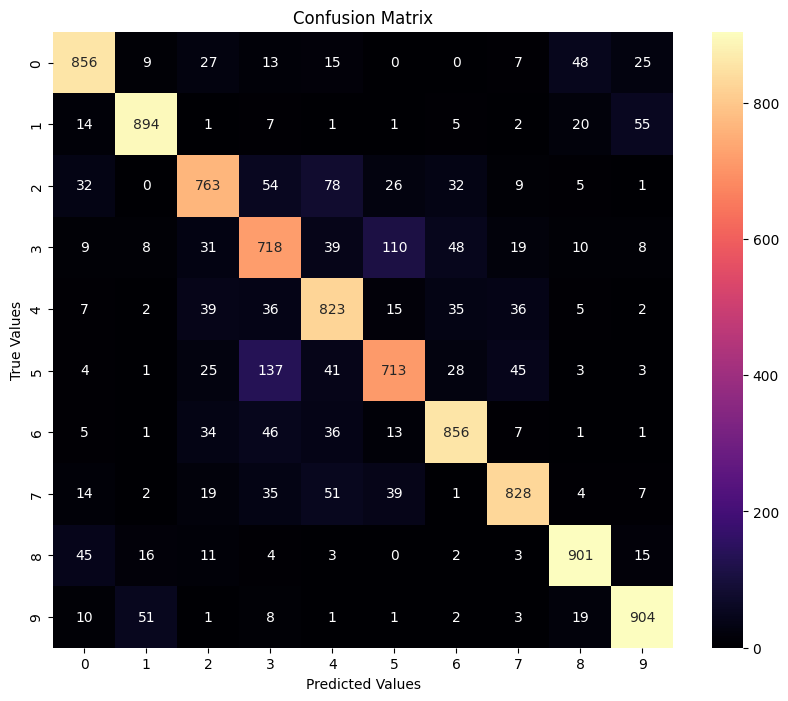 Confusion Matrix
0 856 9 27 13 15 0 0 7 48 25
1 14 894 1 7 1 1 5 2 20 55
2 32 0 763 54 78 26 32 9 5 1
3 9 8 31 718 39 110 48 19 10 8
4 7 2 39 36 823 15 35 36 5 2
5 4 1 25 137 41 713 28 45 3 3
6 5 1 34 46 36 13 856 7 1 1
7 14 2 19 35 51 39 1 828 4 7
8 45 16 11 4 3 0 2 3 901 15
9 10 51 1 8 1 1 2 3 19 904
0 1 2 3 4 5 6 7 8 9
Predicted Values
True Values
800
600
400
200
0